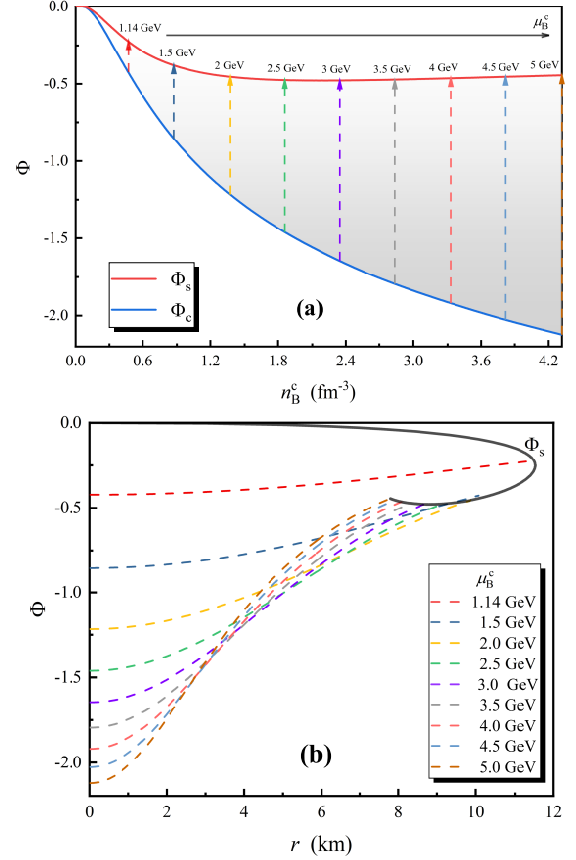 0.0
1.14 GeV
μ_B^c
1.5 GeV
2 GeV
2.5 GeV
3 GeV
3.5 GeV
4 GeV
4.5 GeV
5 GeV
-0.5
Φ
-1.0
-1.5
Φ_s
Φ_c
(a)
-2.0
0.0 0.6 1.2 1.8 2.4 3.0 3.6 4.2
n_B^c (fm⁻³)
0.0
Φ_s
-0.5
Φ
-1.0
μ_B^c
1.14 GeV
1.5 GeV
2.0 GeV
2.5 GeV
3.0 GeV
3.5 GeV
4.0 GeV
4.5 GeV
5.0 GeV
-1.5
(b)
-2.0
0 2 4 6 8 10 12
r (km)